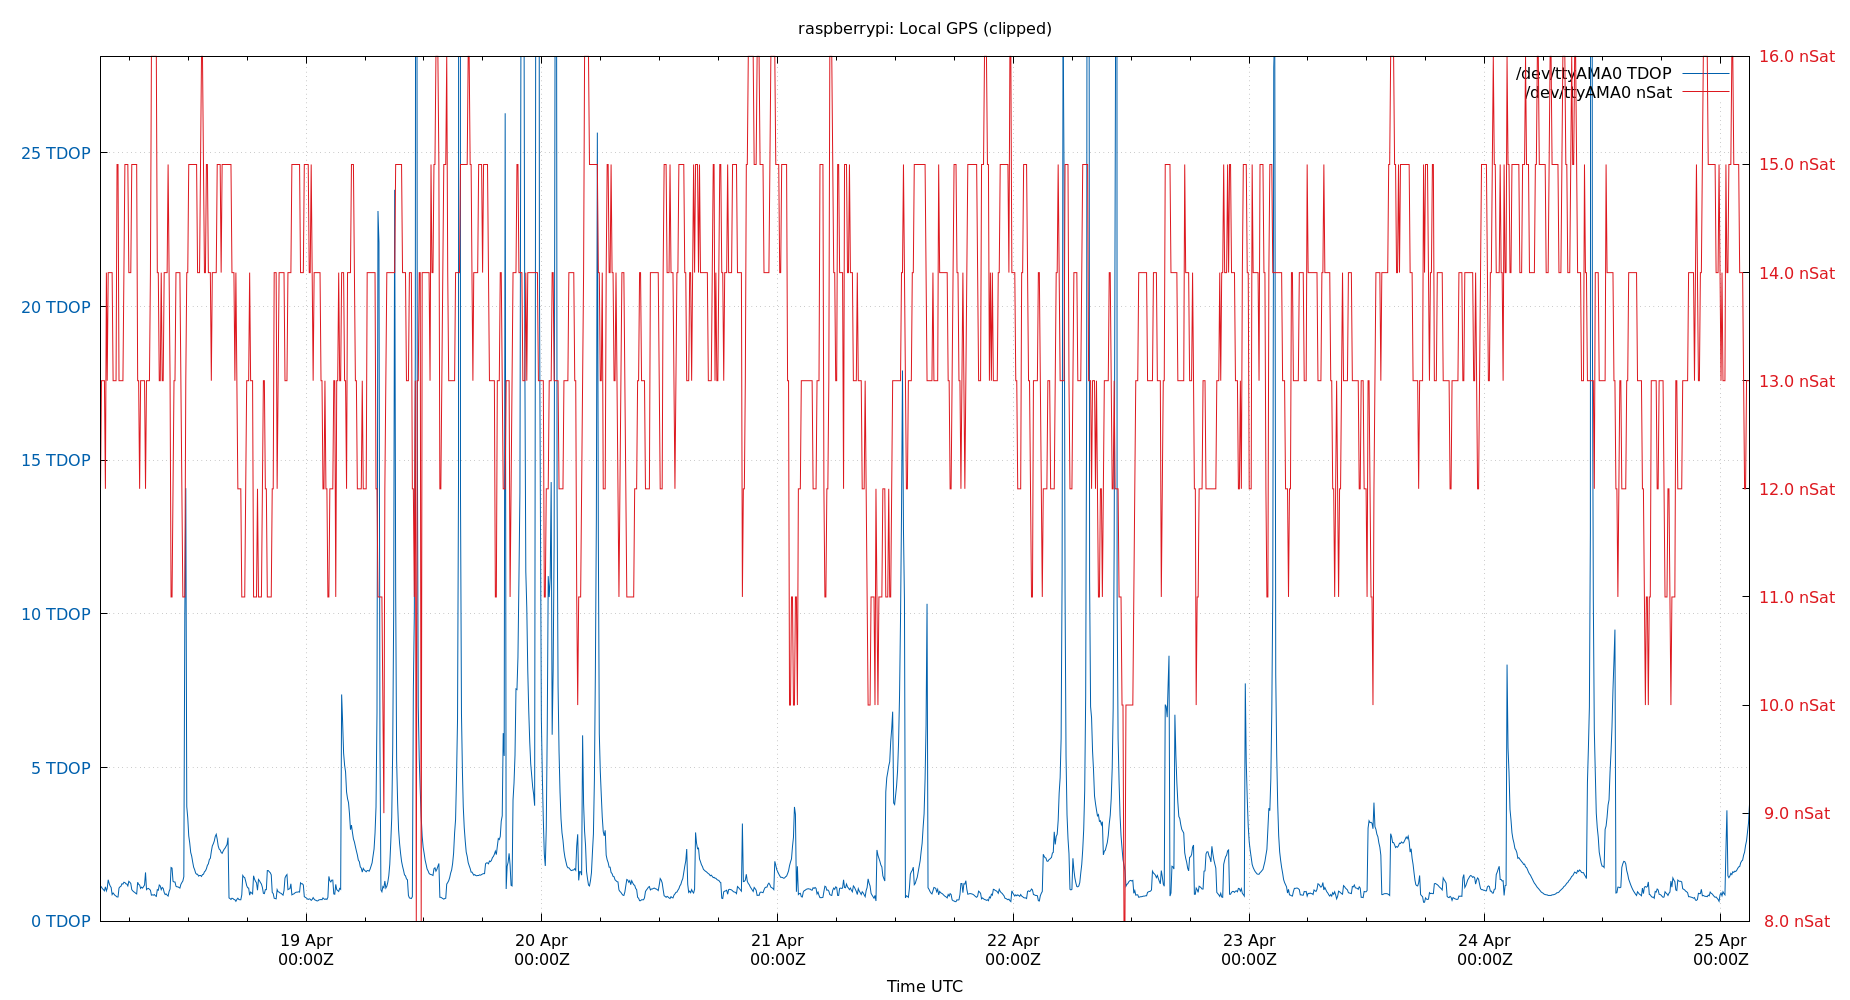 raspberrypi: Local GPS (clipped)
/dev/ttyAMA0 TDOP
/dev/ttyAMA0 nSat
25 TDOP
20 TDOP
15 TDOP
10 TDOP
5 TDOP
0 TDOP
16.0 nSat
15.0 nSat
14.0 nSat
13.0 nSat
12.0 nSat
11.0 nSat
10.0 nSat
9.0 nSat
8.0 nSat
19 Apr
00:00Z
20 Apr
00:00Z
21 Apr
00:00Z
22 Apr
00:00Z
23 Apr
00:00Z
24 Apr
00:00Z
25 Apr
00:00Z
Time UTC